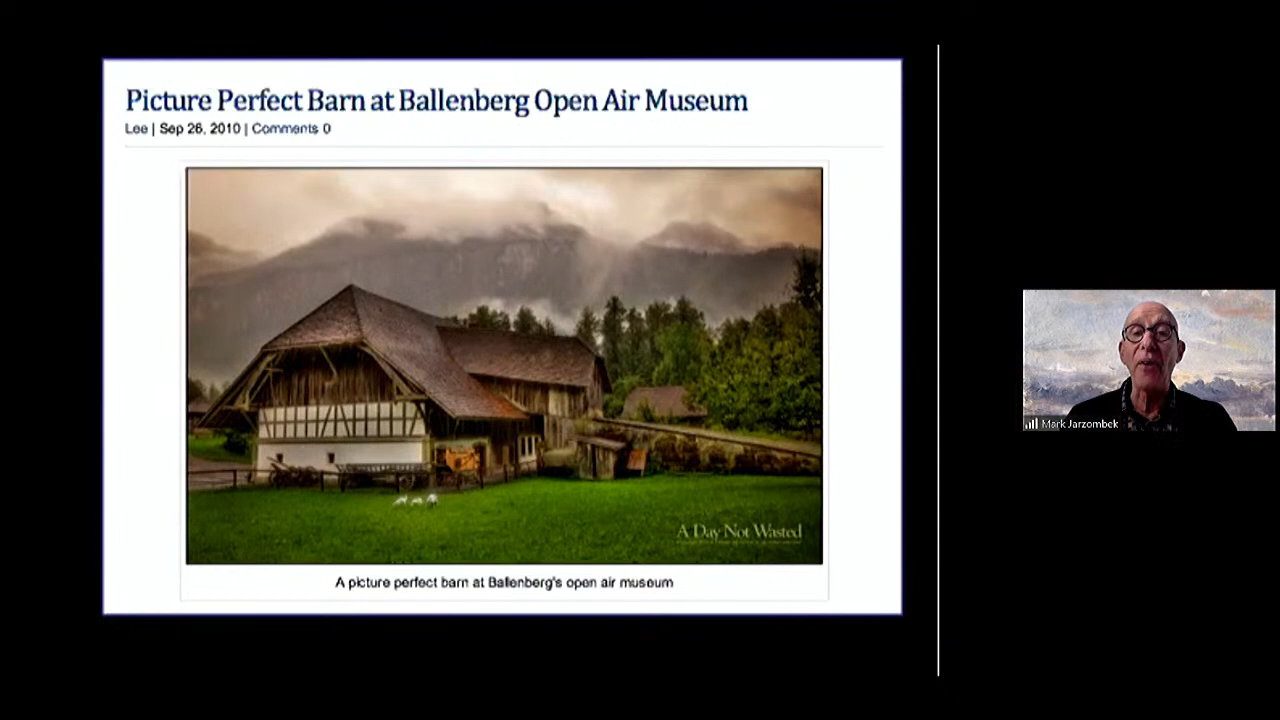 Picture Perfect Barn at Ballenberg Open Air Museum
Lee | Sep 26, 2010 | Comments 0
A Day Not Wasted
A picture perfect barn at Ballenberg's open air museum
Mark Jarzombek